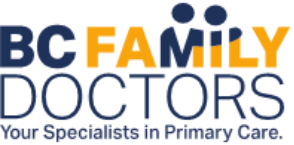 BC FAMILY
DOCTORS
Your Specialists in Primary Care.